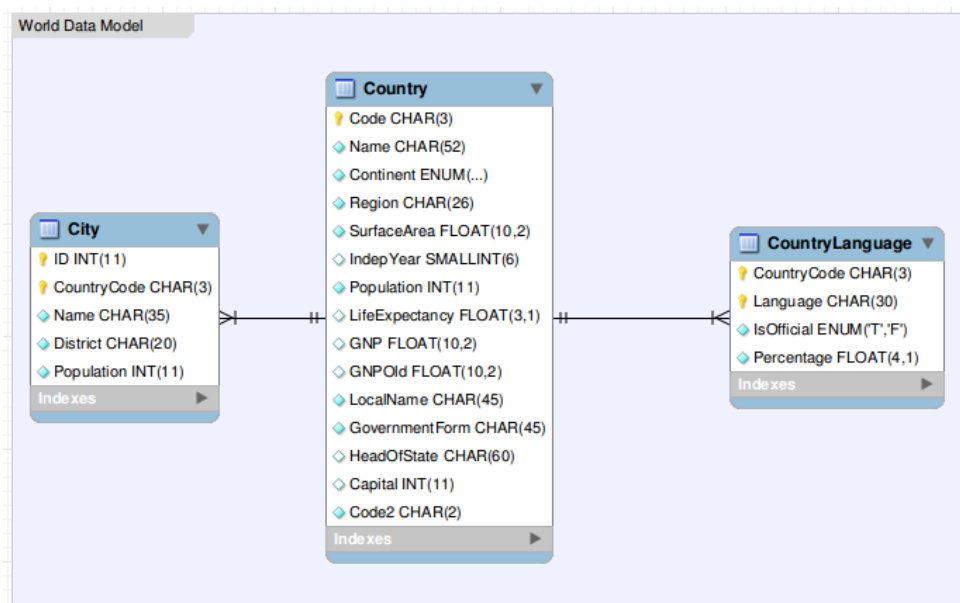 World Data Model
Country
Code CHAR(3)
Name CHAR(52)
Continent ENUM(...)
Region CHAR(26)
SurfaceArea FLOAT(10,2)
IndepYear SMALLINT(6)
Population INT(11)
LifeExpectancy FLOAT(3,1)
GNP FLOAT(10,2)
GNPOld FLOAT(10,2)
LocalName CHAR(45)
GovernmentForm CHAR(45)
HeadOfState CHAR(60)
Capital INT(11)
Code2 CHAR(2)
Indexes
City
ID INT(11)
CountryCode CHAR(3)
Name CHAR(35)
District CHAR(20)
Population INT(11)
Indexes
CountryLanguage
CountryCode CHAR(3)
Language CHAR(30)
IsOfficial ENUM('T','F')
Percentage FLOAT(4,1)
Indexes